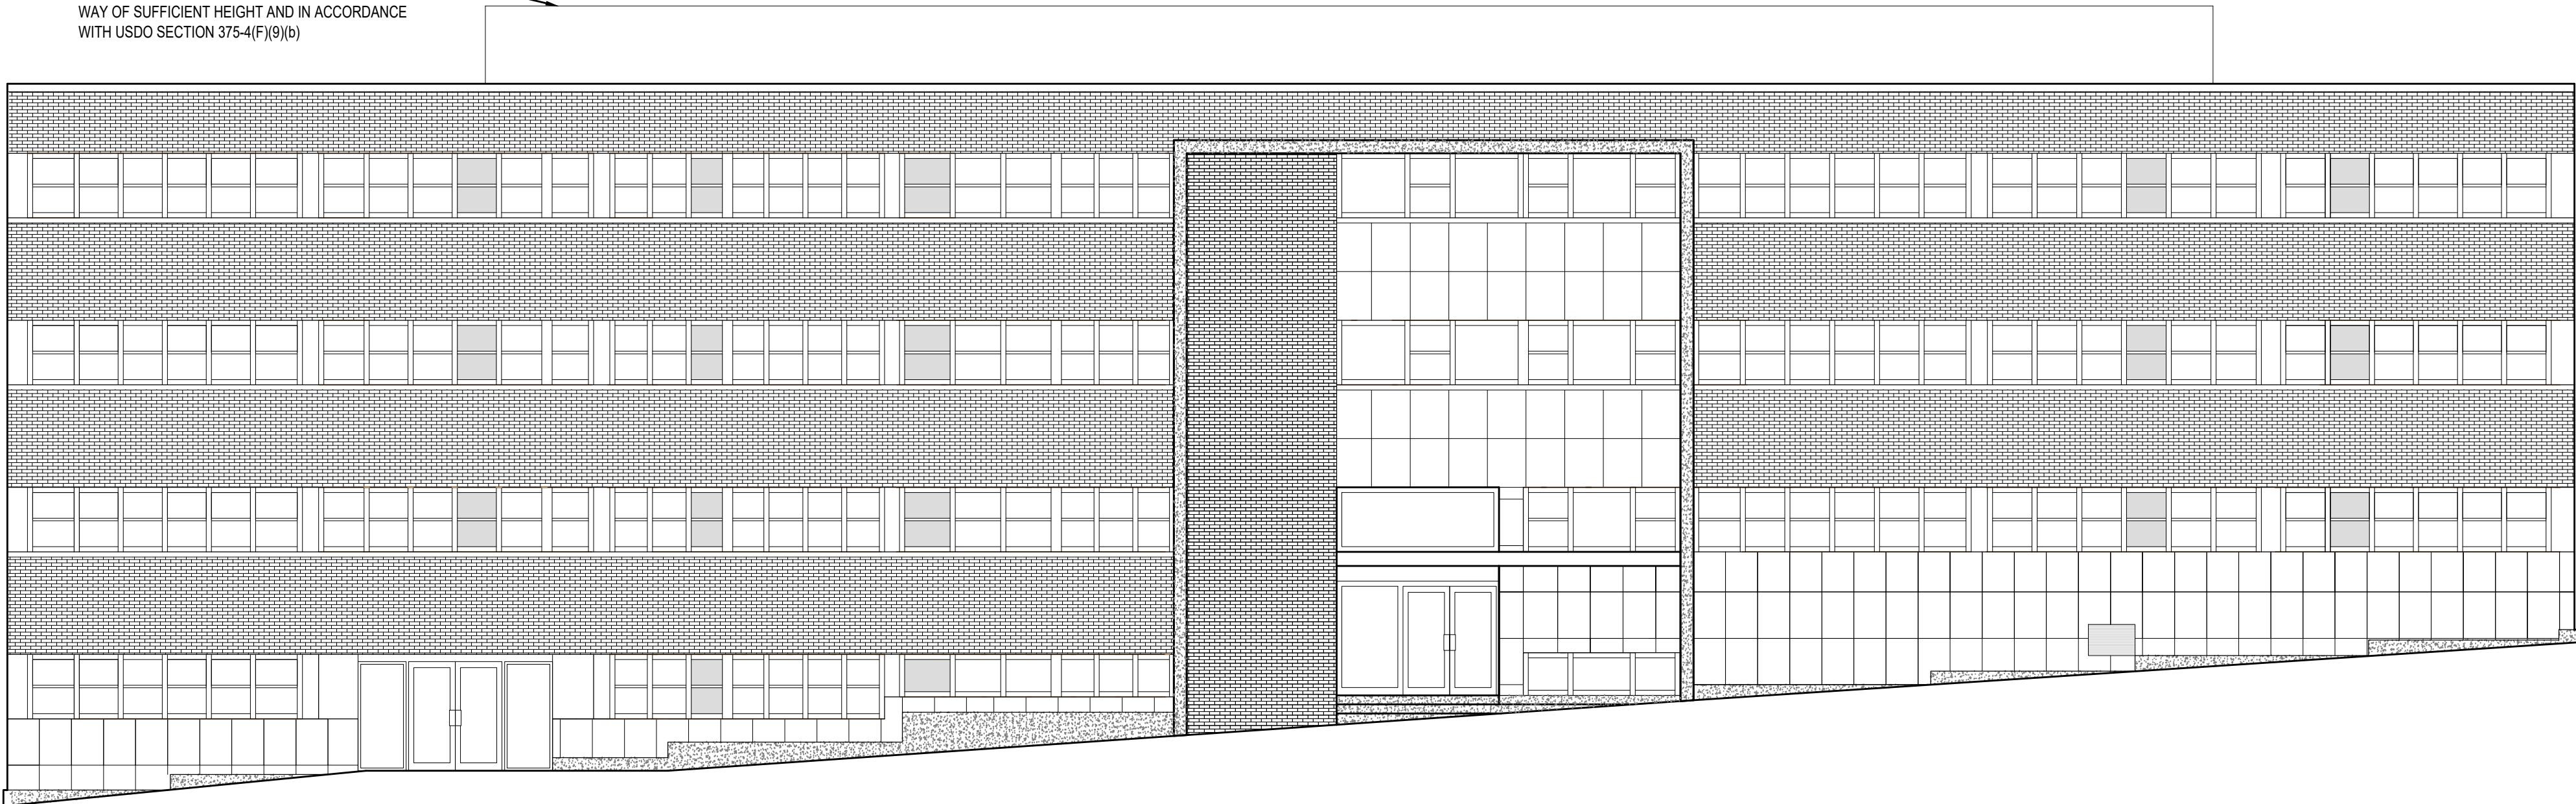 WAY OF SUFFICIENT HEIGHT AND IN ACCORDANCE
WITH USDO SECTION 375-4(F)(9)(b)